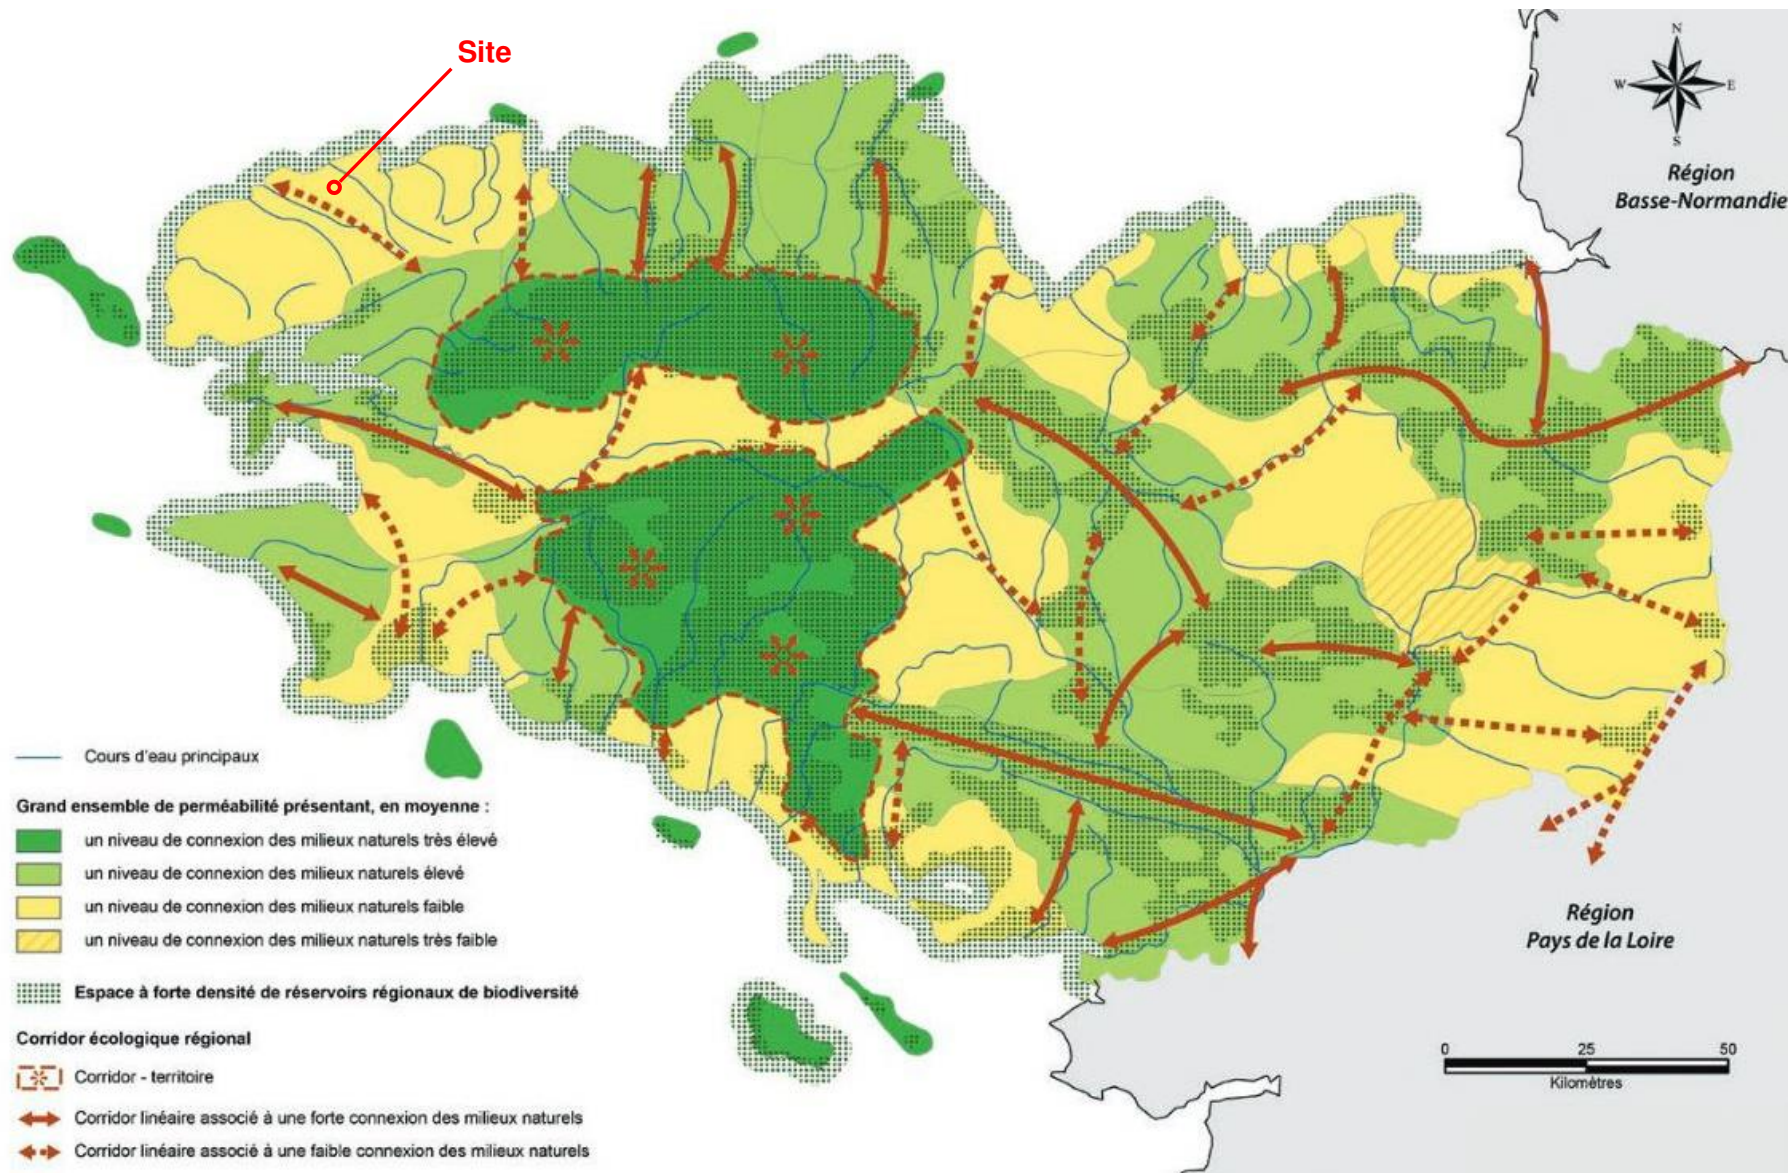 Site
N
W
E
S
Région
Basse-Normandie
Cours d'eau principaux
Grand ensemble de perméabilité présentant, en moyenne :
un niveau de connexion des milieux naturels très élevé
un niveau de connexion des milieux naturels élevé
un niveau de connexion des milieux naturels faible
un niveau de connexion des milieux naturels très faible
Espace à forte densité de réservoirs régionaux de biodiversité
Corridor écologique régional
Corridor - territoire
Corridor linéaire associé à une forte connexion des milieux naturels
Corridor linéaire associé à une faible connexion des milieux naturels
Région
Pays de la Loire
0 25 50
Kilomètres